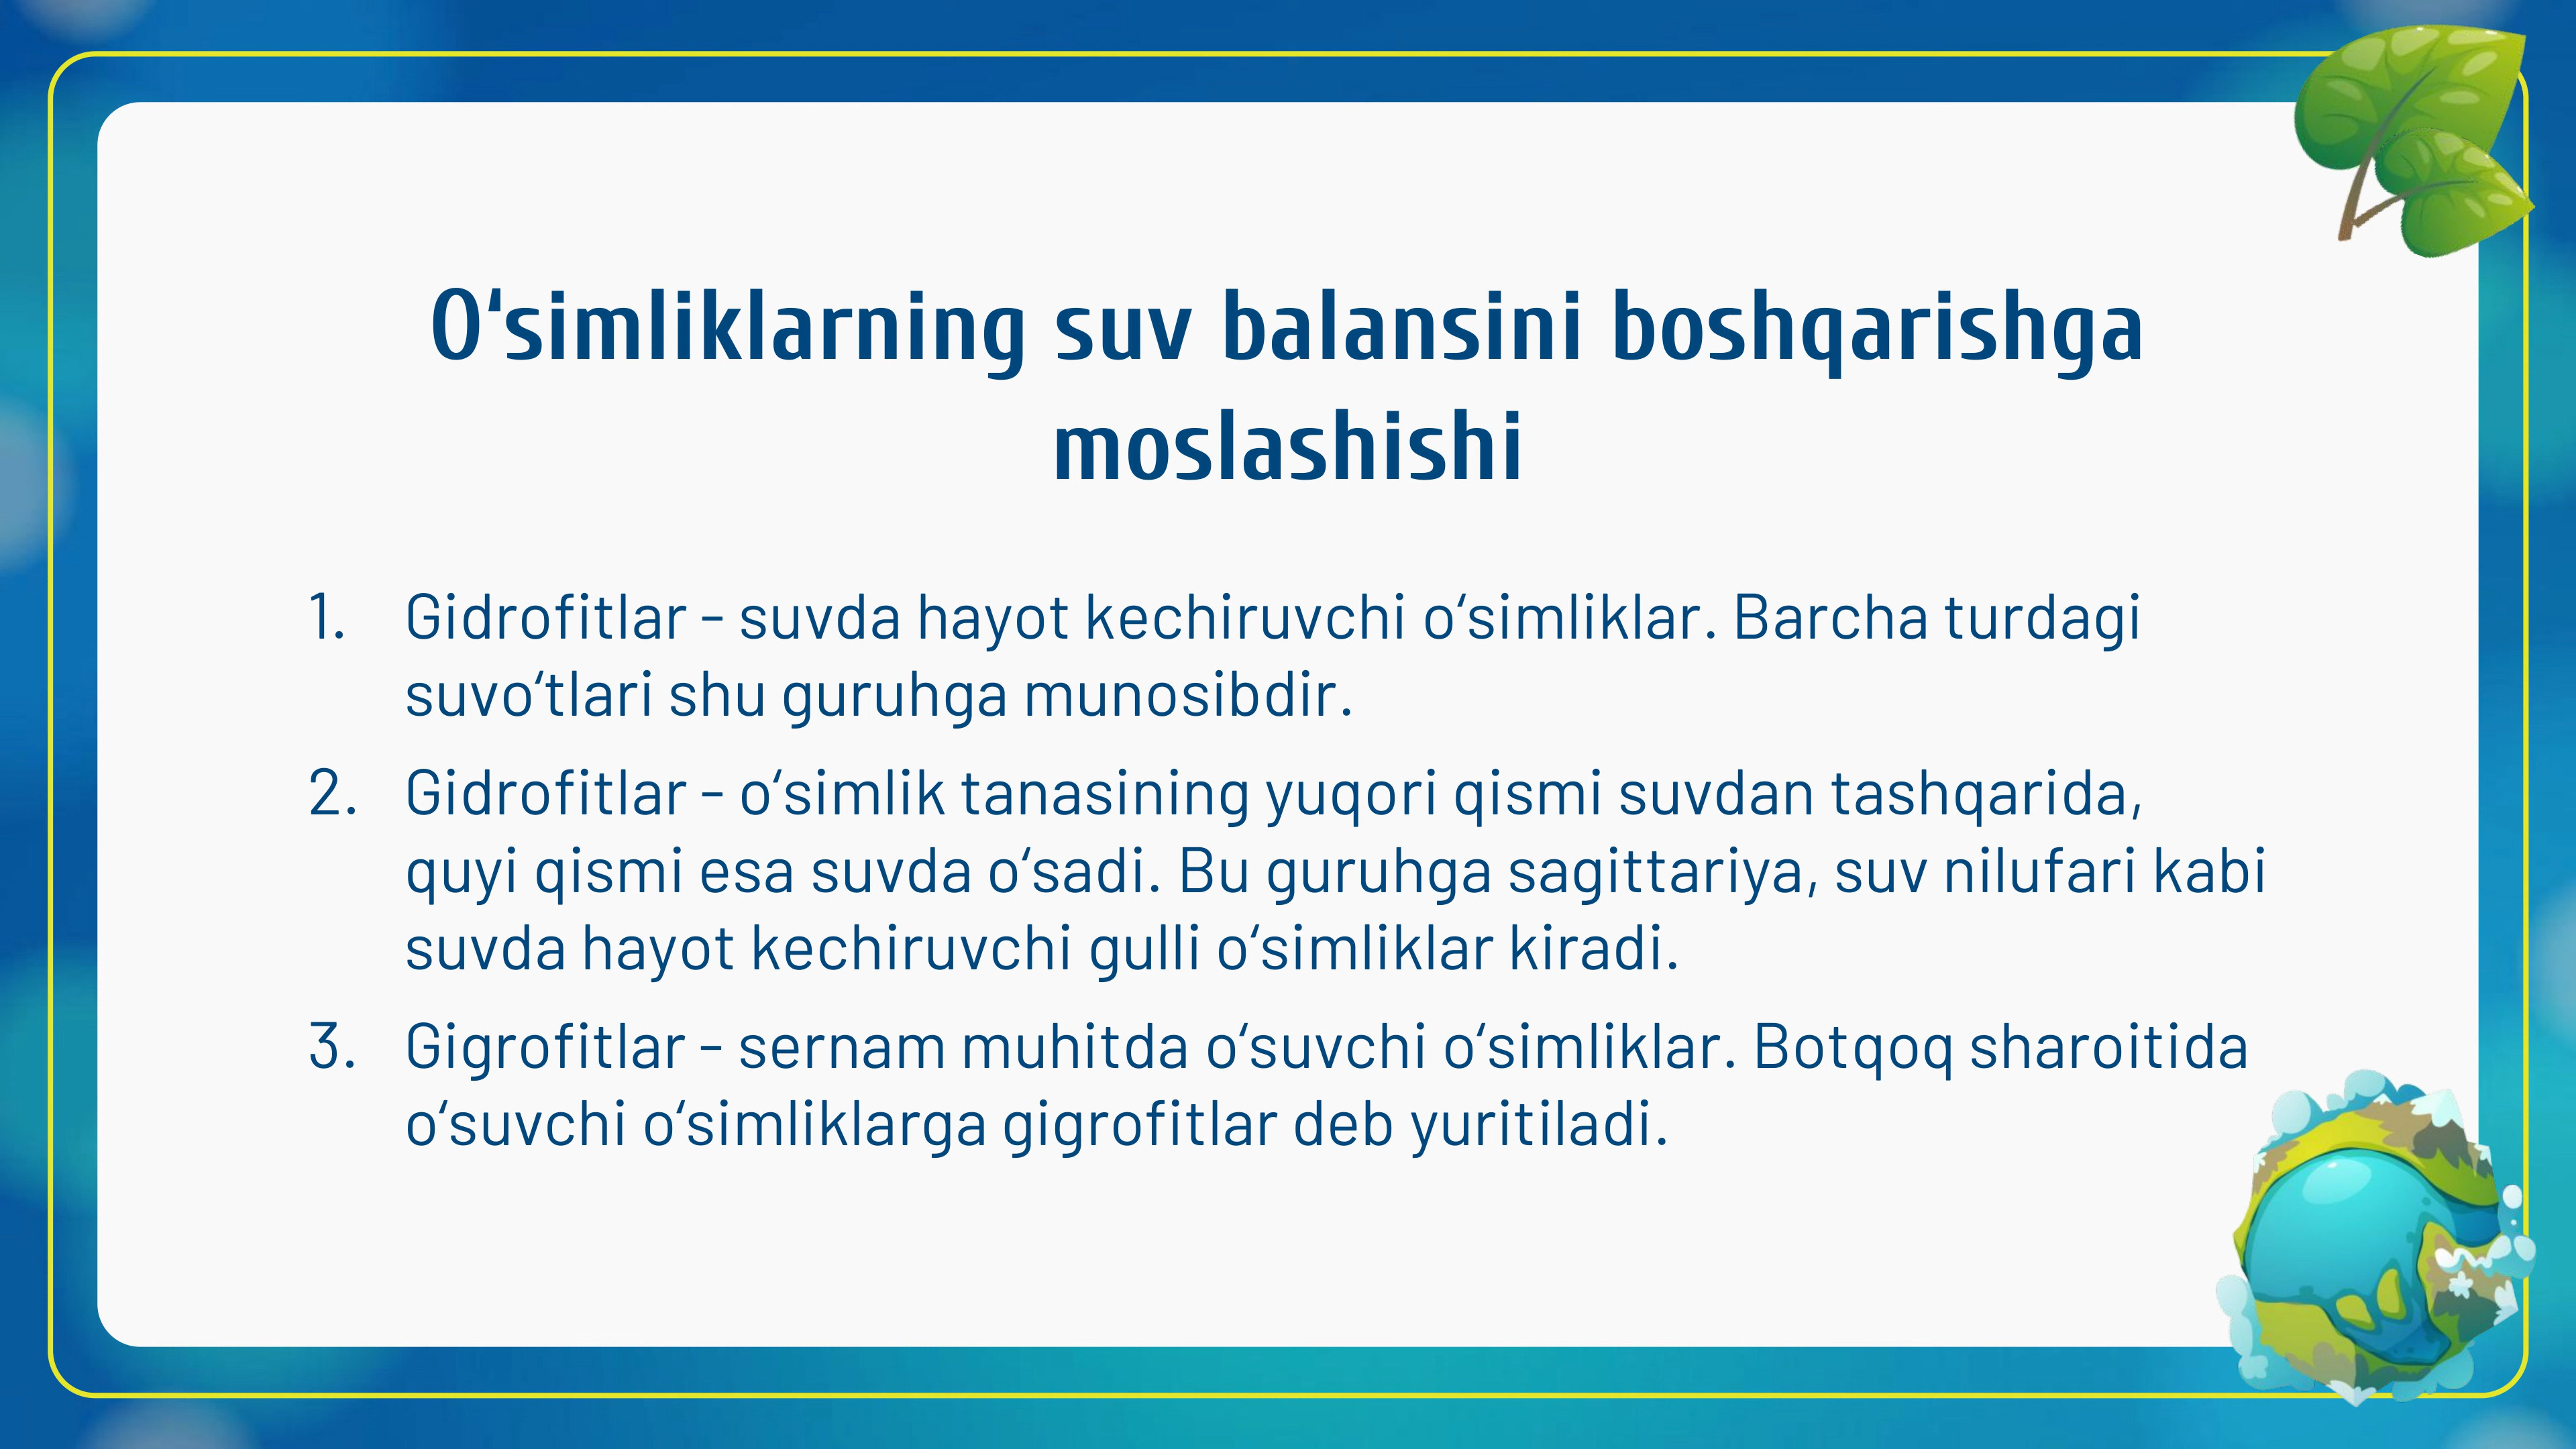 O‘simliklarning suv balansini boshqarishga
moslashishi
1. Gidrofitlar - suvda hayot kechiruvchi o‘simliklar. Barcha turdagi
suvo‘tlari shu guruhga munosibdir.
2. Gidrofitlar - o‘simlik tanasining yuqori qismi suvdan tashqarida,
quyi qismi esa suvda o‘sadi. Bu guruhga sagittariya, suv nilufari kabi
suvda hayot kechiruvchi gulli o‘simliklar kiradi.
3. Gigrofitlar - sernam muhitda o‘suvchi o‘simliklar. Botqoq sharoitida
o‘suvchi o‘simliklarga gigrofitlar deb yuritiladi.